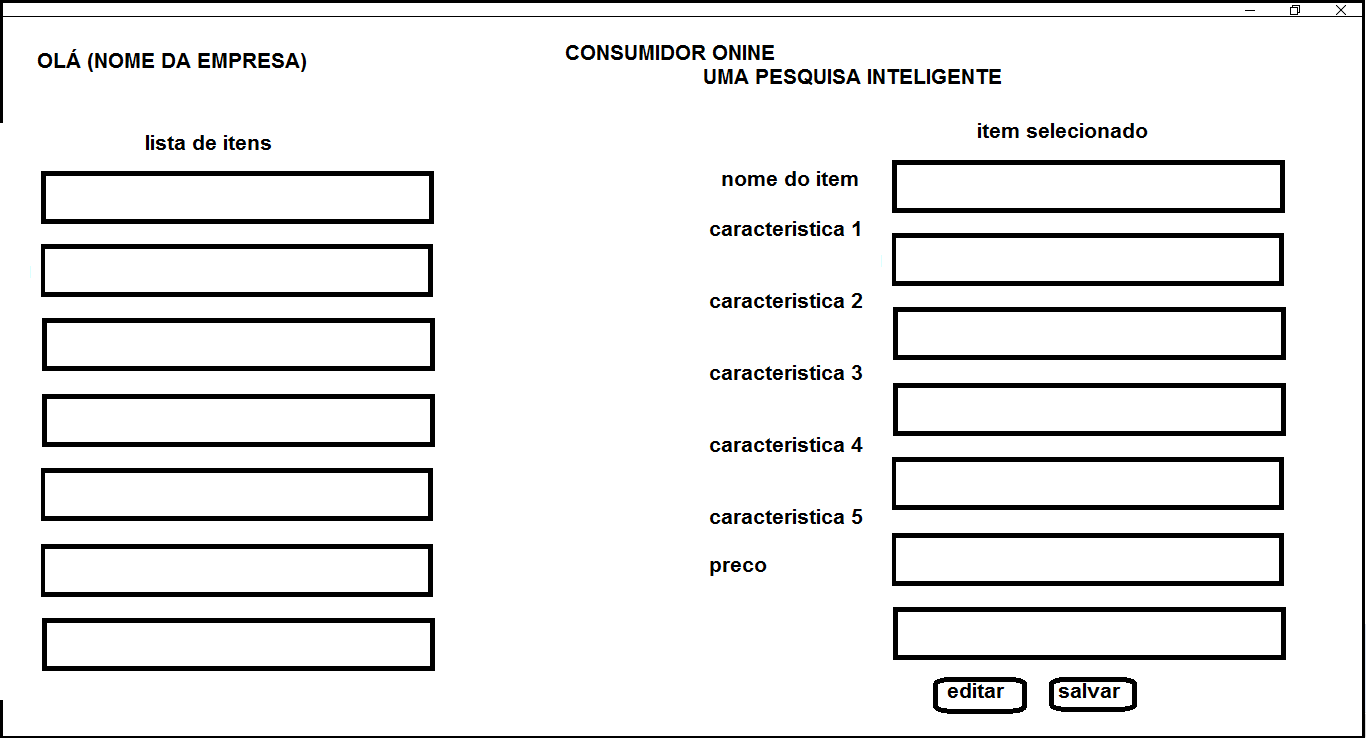 OLÁ (NOME DA EMPRESA)
CONSUMIDOR ONINE
UMA PESQUISA INTELIGENTE
lista de itens
item selecionado
nome do item
caracteristica 1
caracteristica 2
caracteristica 3
caracteristica 4
caracteristica 5
preco
editar
salvar